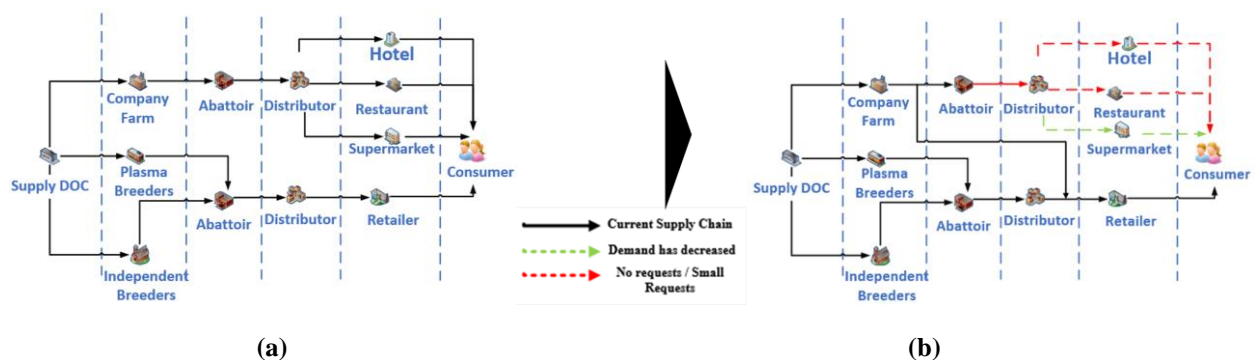 Hotel
Company
Farm
Abattoir
Distributor
Restaurant
Supermarket
Consumer
Supply DOC
Plasma
Breeders
Abattoir
Distributor
Retailer
Independent
Breeders
(a)
Current Supply Chain
Demand has decreased
No requests / Small
Requests
Hotel
Company
Farm
Abattoir
Distributor
Restaurant
Supermarket
Consumer
Supply DOC
Plasma
Breeders
Abattoir
Distributor
Retailer
Independent
Breeders
(b)